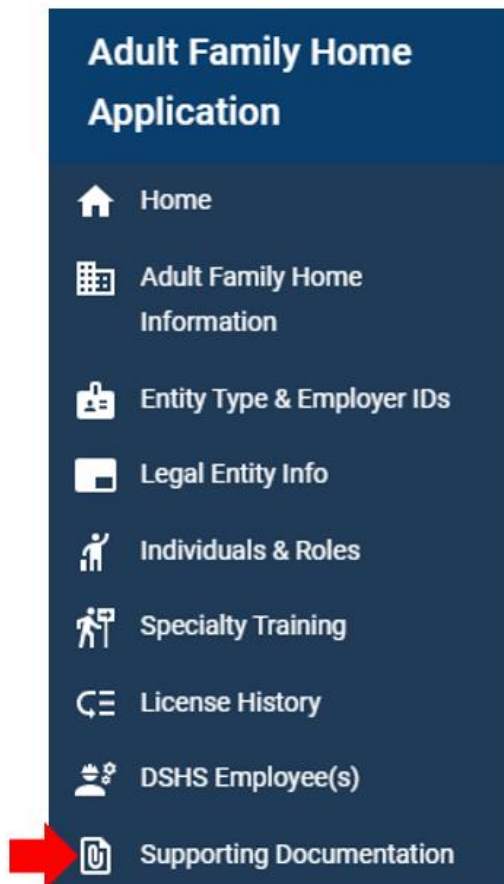 Adult Family Home
Application
Home
Adult Family Home
Information
Entity Type & Employer IDs
Legal Entity Info
Individuals & Roles
Specialty Training
License History
DSHS Employee(s)
Supporting Documentation